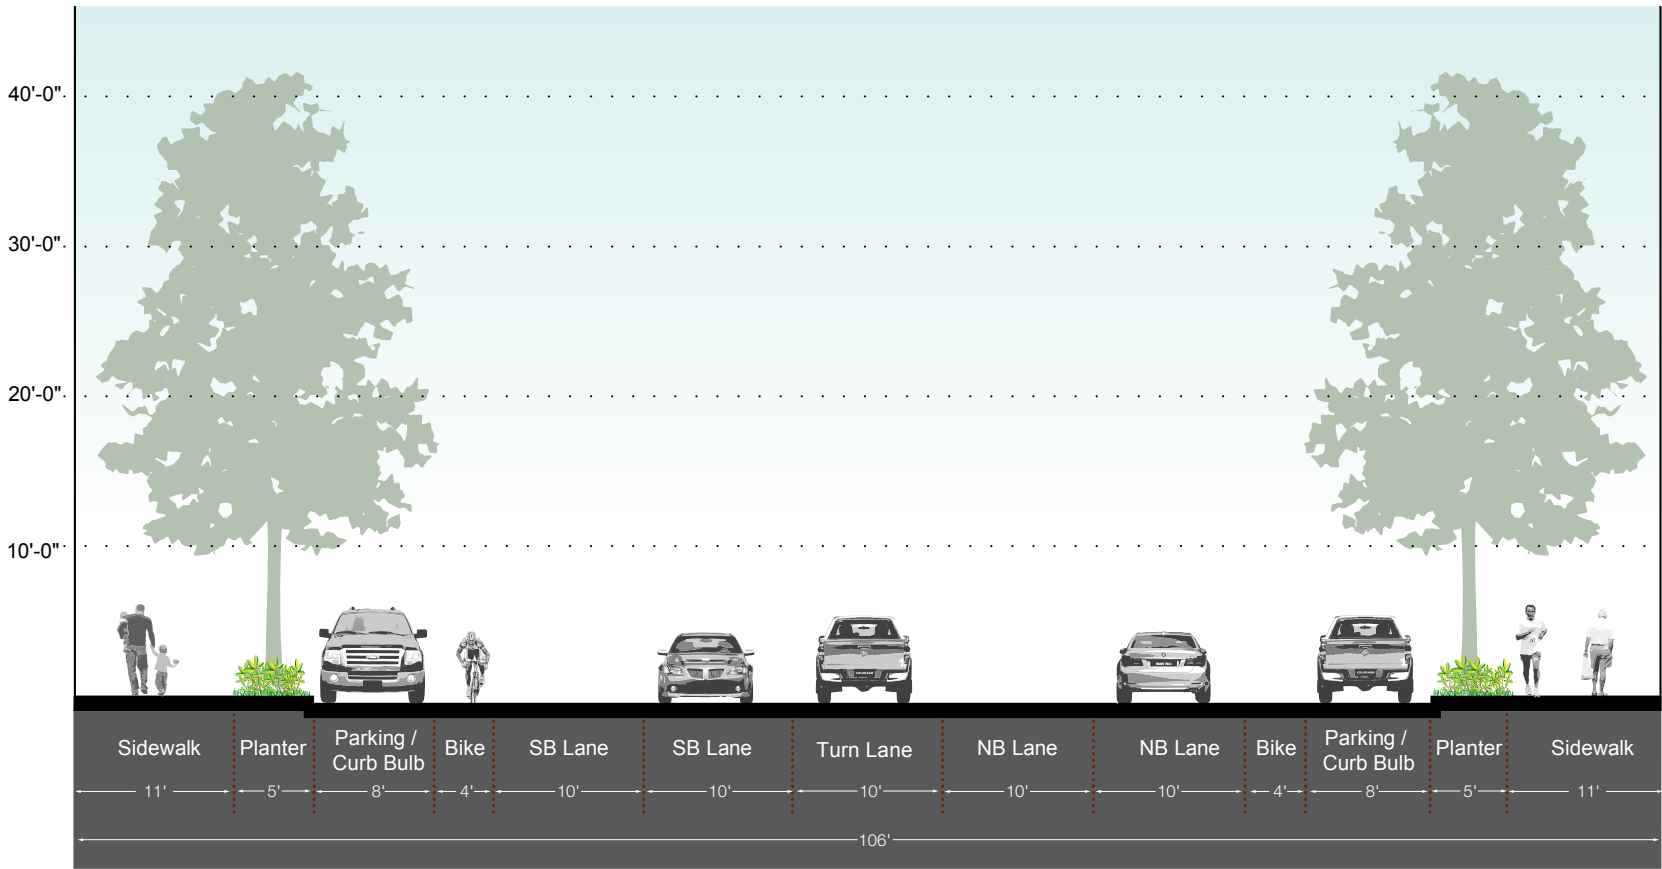 40'-0"
30'-0"
20'-0"
10'-0"
Sidewalk
Planter
Parking /
Curb Bulb
Bike
SB Lane
SB Lane
Turn Lane
NB Lane
NB Lane
Bike
Parking /
Curb Bulb
Planter
Sidewalk
11' 5' 8' 4' 10' 10' 10' 10' 10' 4' 8' 5' 11'
106'